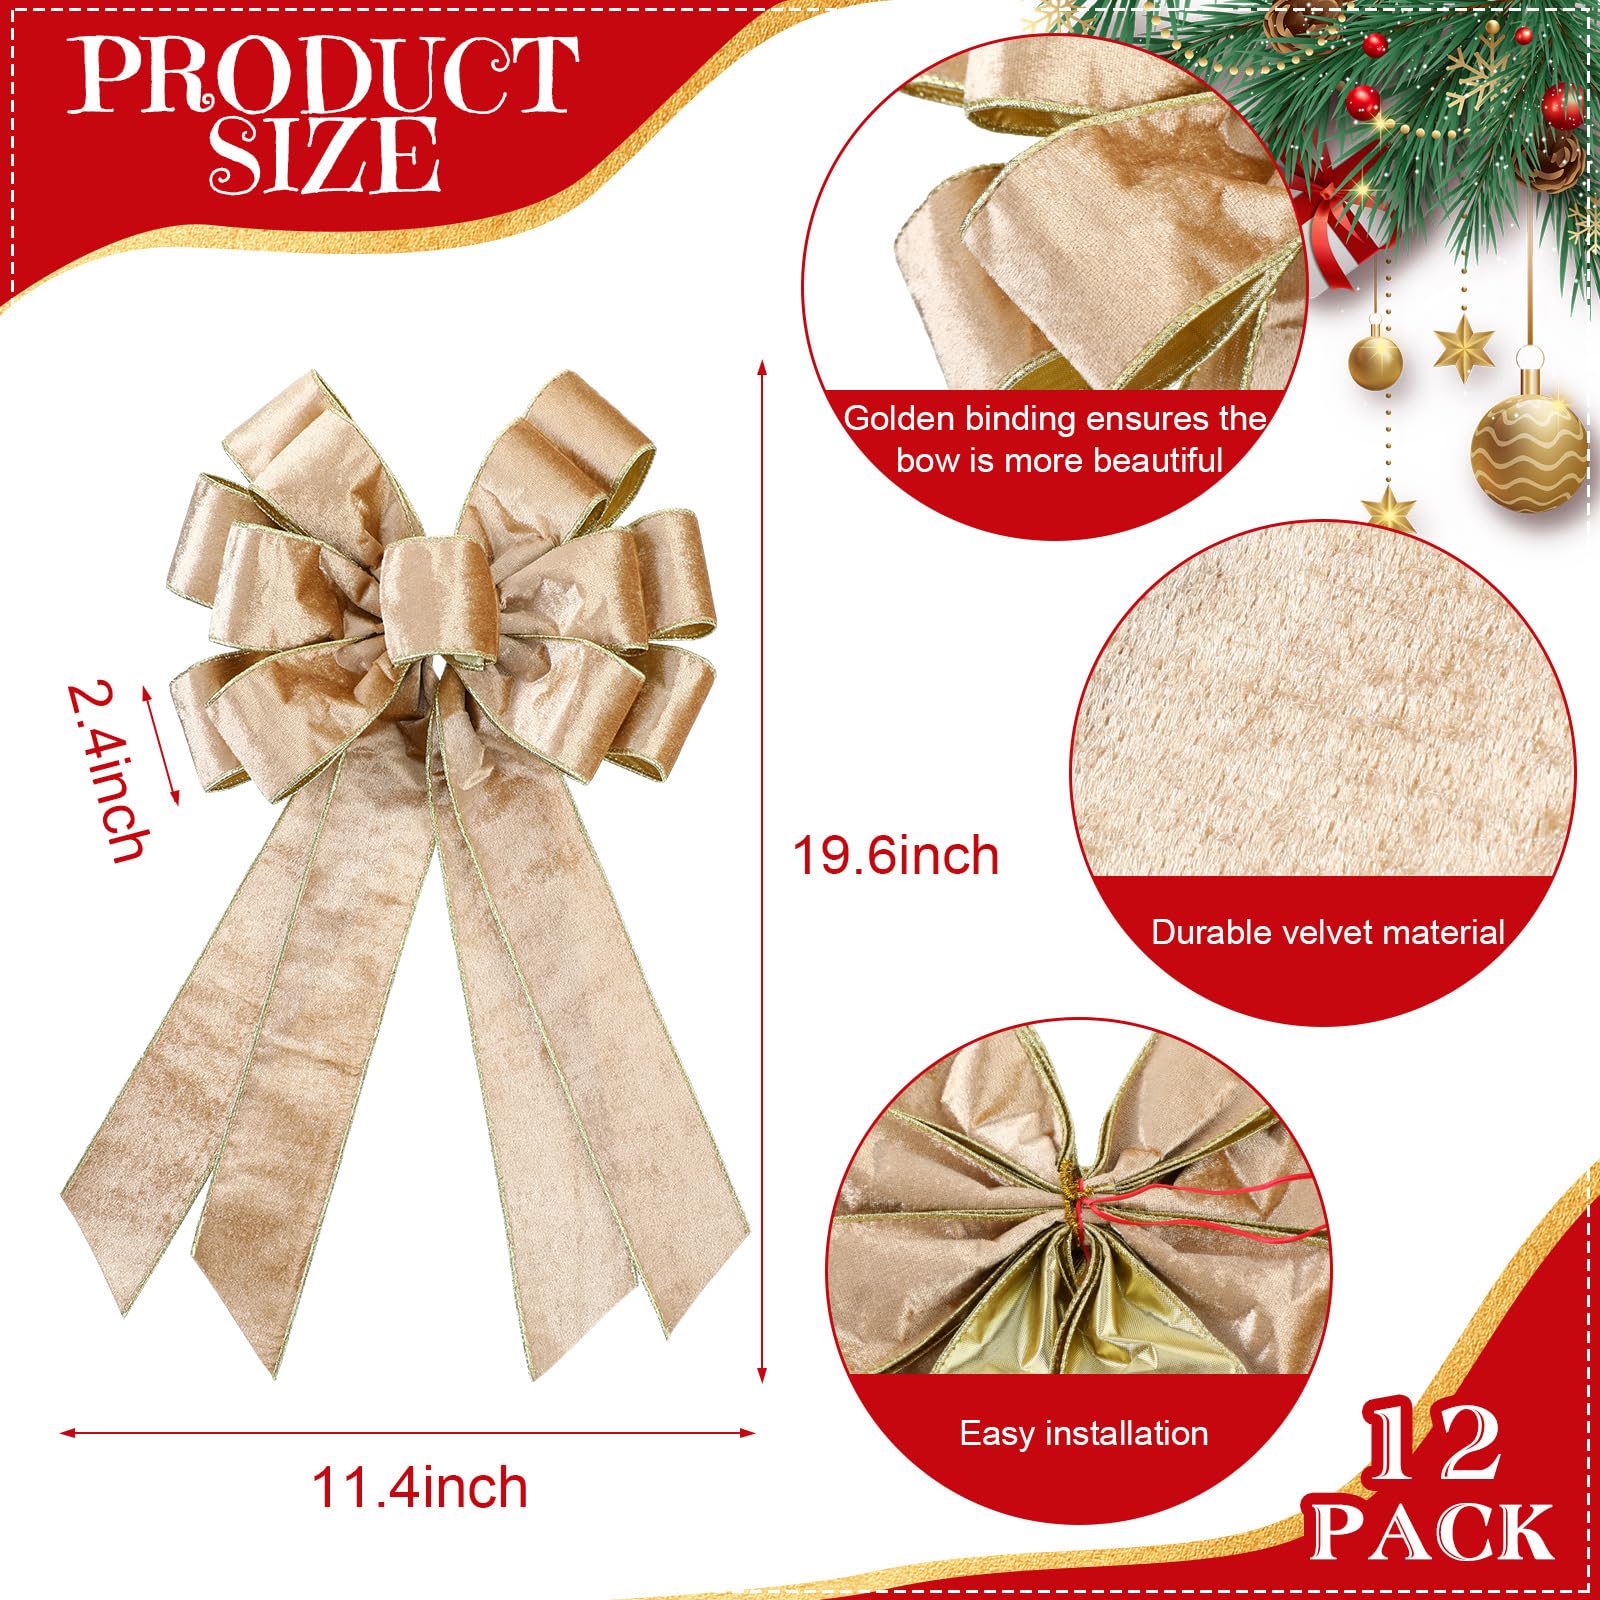 PRODUCT
SIZE
Golden binding ensures the
bow is more beautiful
2.4inch
19.6inch
Durable velvet material
11.4inch
Easy installation
12
PACK